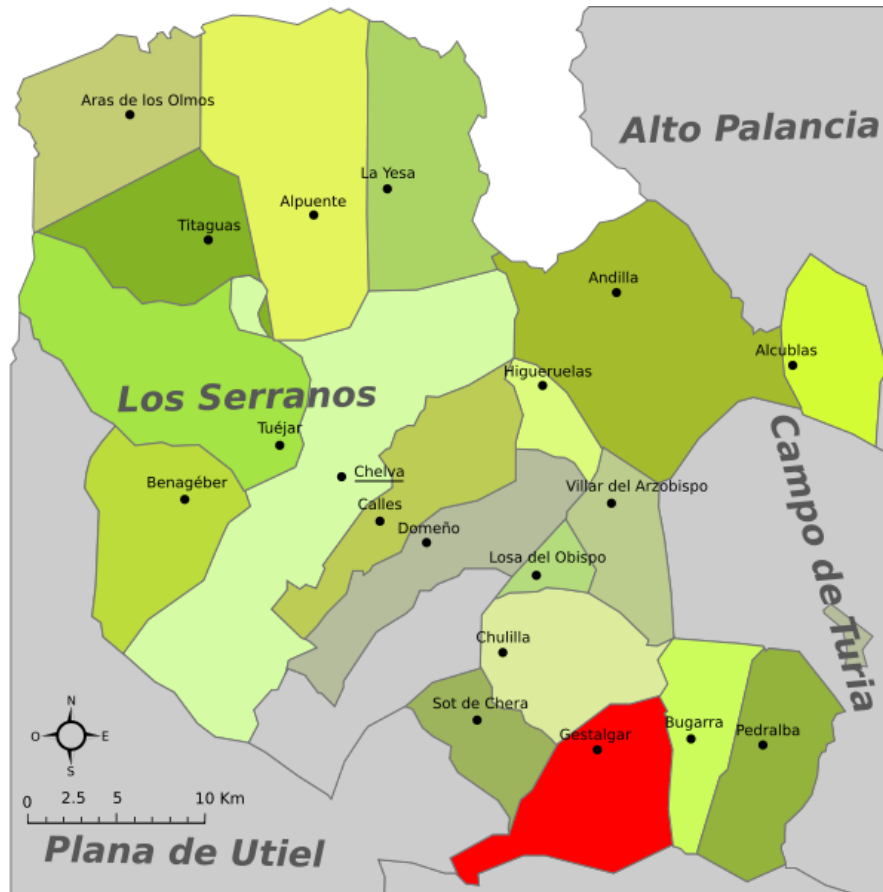 Aras de los Olmos
Alto Palancia
La Yesa
Alpuente
Titaguas
Andilla
Alcublas
Higueruelas
Los Serranos
Tuéjar
Chelva
Benagéber
Villar del Arzobispo
Calles
Domeño
Losa del Obispo
Campo de Turia
Chulilla
Sot de Chera
Gestalgar
Bugarra
Pedralba
N
O
E
S
0
2.5
5
10 Km
Plana de Utiel